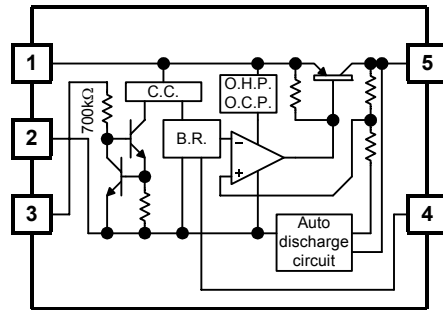 1
5
C.C.
O.H.P.
O.C.P.
700kΩ
2
B.R.
−
+
3
4
Auto
discharge
circuit